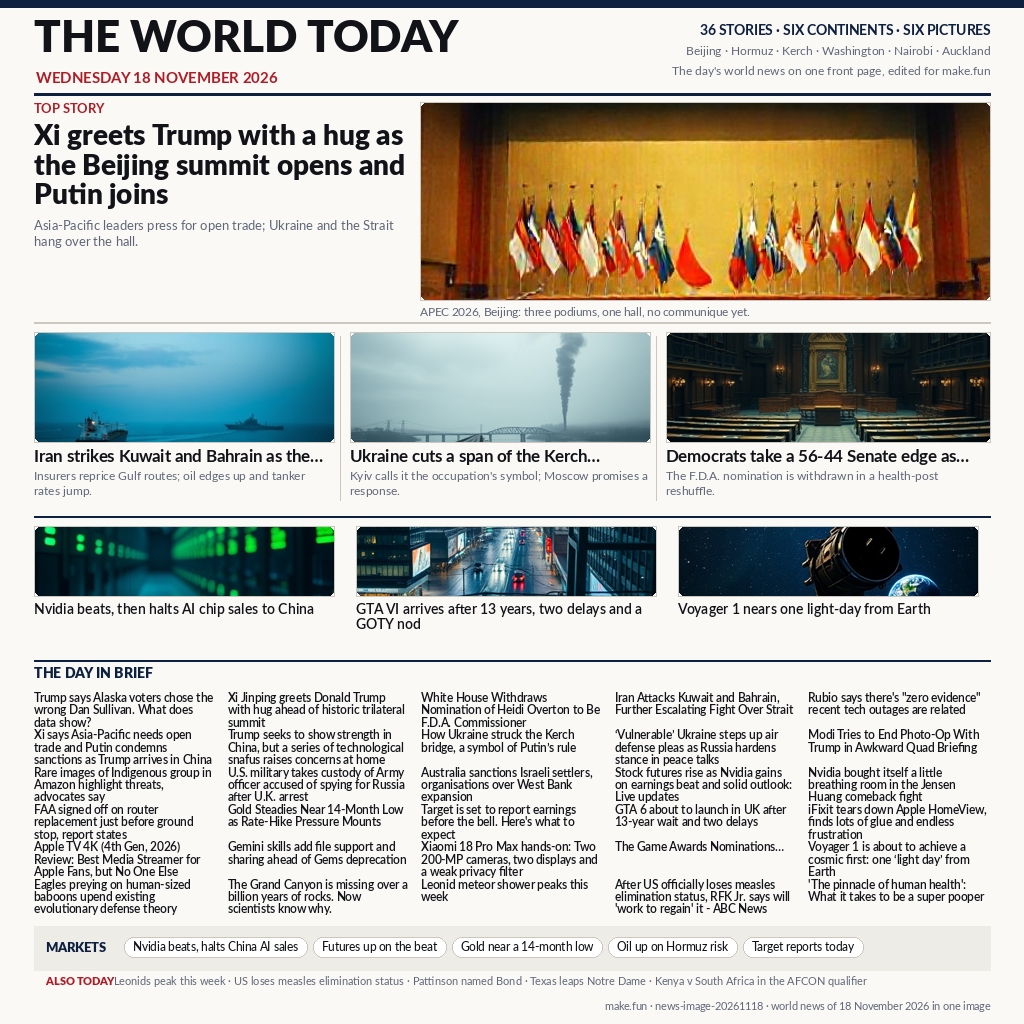 THE WORLD TODAY
WEDNESDAY 18 NOVEMBER 2026
36 STORIES · SIX CONTINENTS · SIX PICTURES
Beijing · Hormuz · Kerch · Washington · Nairobi · Auckland
The day's world news on one front page, edited for make.fun
TOP STORY
Xi greets Trump with a hug as
the Beijing summit opens and
Putin joins
Asia-Pacific leaders press for open trade; Ukraine and the Strait
hang over the hall.
APEC 2026, Beijing: three podiums, one hall, no communique yet.
Iran strikes Kuwait and Bahrain as the...
Insurers reprice Gulf routes; oil edges up and tanker
rates jump.
Ukraine cuts a span of the Kerch...
Kyiv calls it the occupation's symbol; Moscow promises a
response.
Democrats take a 56-44 Senate edge as...
The F.D.A. nomination is withdrawn in a health-post
reshuffle.
Nvidia beats, then halts AI chip sales to China
GTA VI arrives after 13 years, two delays and a
GOTY nod
Voyager 1 nears one light-day from Earth
THE DAY IN BRIEF
Trump says Alaska voters chose the
wrong Dan Sullivan. What does
data show?
Xi Jinping greets Donald Trump
with hug ahead of historic trilateral
summit
White House Withdraws
Nomination of Heidi Overton to Be
F.D.A. Commissioner
Iran Attacks Kuwait and Bahrain,
Further Escalating Fight Over Strait
Rubio says there's "zero evidence"
recent tech outages are related
Xi says Asia-Pacific needs open
trade and Putin condemns
sanctions as Trump arrives in China
Trump seeks to show strength in
China, but a series of technological
snafus raises concerns at home
How Ukraine struck the Kerch
bridge, a symbol of Putin's rule
'Vulnerable' Ukraine steps up air
defense pleas as Russia hardens
stance in peace talks
Modi Tries to End Photo-Op With
Trump in Awkward Quad Briefing
Rare images of Indigenous group in
Amazon highlight threats,
advocates say
U.S. military takes custody of Army
officer accused of spying for Russia
after U.K. arrest
Australia sanctions Israeli settlers,
organisations over West Bank
expansion
Stock futures rise as Nvidia gains
on earnings beat and solid outlook:
Live updates
Nvidia bought itself a little
breathing room in the Jensen
Huang comeback fight
FAA signed off on router
replacement just before ground
stop, report states
Gold Steadies Near 14-Month Low
as Rate-Hike Pressure Mounts
Target is set to report earnings
before the bell. Here's what to
expect
GTA 6 about to launch in UK after
13-year wait and two delays
iFixit tears down Apple HomeView,
finds lots of glue and endless
frustration
Apple TV 4K (4th Gen, 2026)
Review: Best Media Streamer for
Apple Fans, but No One Else
Gemini skills add file support and
sharing ahead of Gems deprecation
Xiaomi 18 Pro Max hands-on: Two
200-MP cameras, two displays and
a weak privacy filter
The Game Awards Nominations...
Voyager 1 is about to achieve a
cosmic first: one 'light day' from
Earth
Eagles preying on human-sized
baboons upend existing
evolutionary defense theory
The Grand Canyon is missing over a
billion years of rocks. Now
scientists know why.
Leonid meteor shower peaks this
week
After US officially loses measles
elimination status, RFK Jr. says will
'work to regain' it - ABC News
'The pinnacle of human health':
What it takes to be a super pooper
MARKETS
Nvidia beats, halts China AI sales
Futures up on the beat
Gold near a 14-month low
Oil up on Hormuz risk
Target reports today
ALSO TODAY Leonids peak this week · US loses measles elimination status · Pattinson named Bond · Texas leaps Notre Dame · Kenya v South Africa in the AFCON qualifier
make.fun · news-image-20261118 · world news of 18 November 2026 in one image